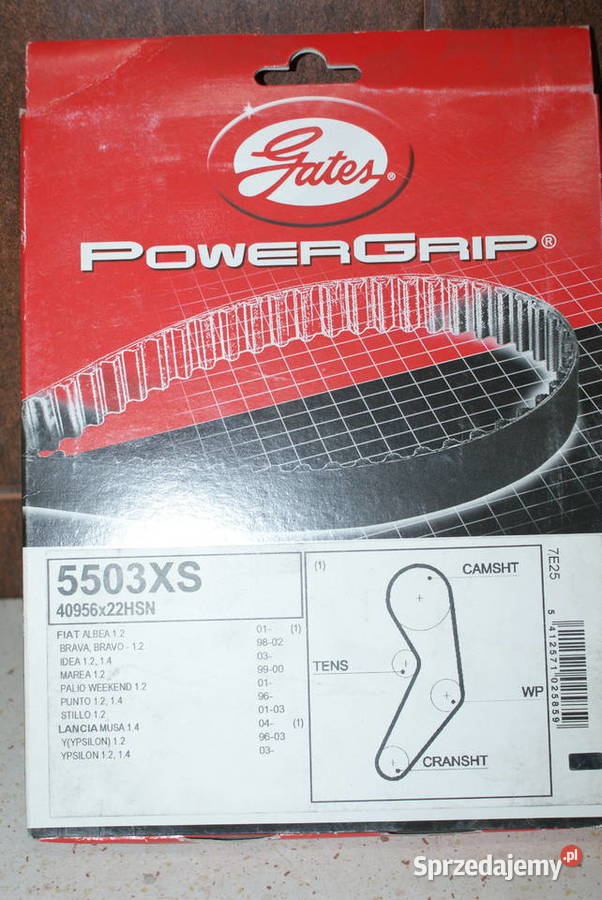 Gates®
POWERGRIP®
5503XS
40956x22HSN
FIAT ALBEA 1.2 01- (1)
BRAVA, BRAVO - 1.2 98-02
IDEA 1.2, 1.4 03-
MAREA 1.2 99-00
PALIO WEEKEND 1.2 01-
PUNTO 1.2, 1.4 96-
STILLO 1.2 01-03
LANCIA MUSA 1.4 04- (1)
Y(YPSILON) 1.2 96-03
YPSILON 1.2, 1.4 03-
(1)
CAMSHT
TENS
WP
CRANSHT
7E25
5 412571 025859
Sprzedajemy.pl